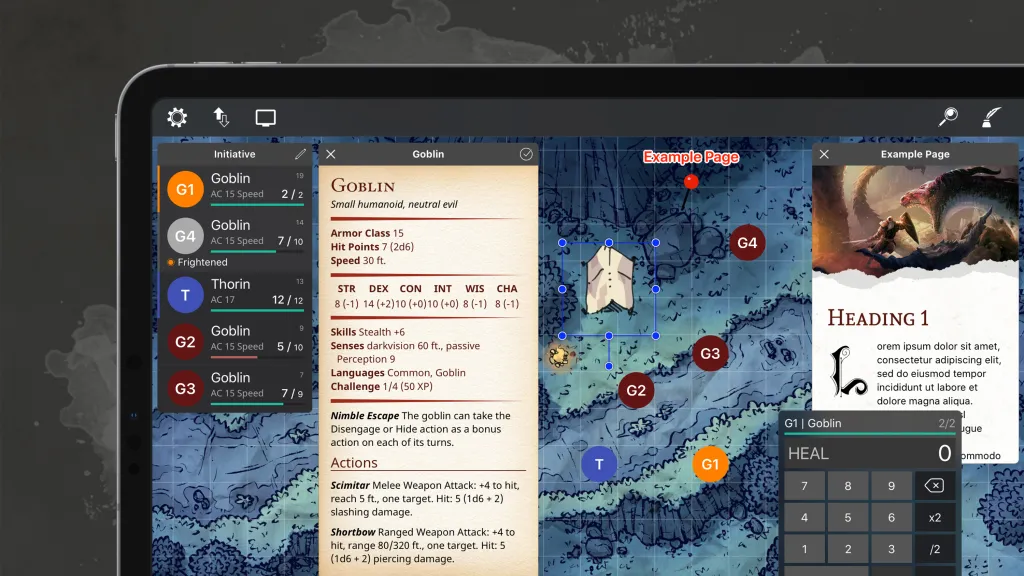 Initiative
G1
Goblin
19
AC 15 Speed
2 / 2
G4
Goblin
14
AC 15 Speed
7 / 10
Frightened
T
Thorin
13
AC 17
12 / 12
G2
Goblin
9
AC 15 Speed
5 / 10
G3
Goblin
7
AC 15 Speed
7 / 9
Goblin
GOBLIN
Small humanoid, neutral evil
Armor Class 15
Hit Points 7 (2d6)
Speed 30 ft.
STR DEX CON INT WIS CHA
8 (-1) 14 (+2) 10 (+0) 10 (+0) 8 (-1) 8 (-1)
Skills Stealth +6
Senses darkvision 60 ft., passive
Perception 9
Languages Common, Goblin
Challenge 1/4 (50 XP)
Nimble Escape The goblin can take the
Disengage or Hide action as a bonus
action on each of its turns.
Actions
Scimitar Melee Weapon Attack: +4 to hit,
reach 5 ft., one target. Hit: 5 (1d6 + 2)
slashing damage.
Shortbow Ranged Weapon Attack: +4 to
hit, range 80/320 ft., one target. Hit: 5
(1d6 + 2) piercing damage.
Example Page
G4
G3
G2
T
G1
Example Page
HEADING 1
L
orem ipsum dolor sit amet,
consectetur adipiscing elit,
sed do eiusmod tempor
incididunt ut labore et
dolore magna aliqua.
sl
ugue
ommodo
G1 | Goblin
2/2
HEAL
0
7 8 9
4 5 6 x2
1 2 3 /2